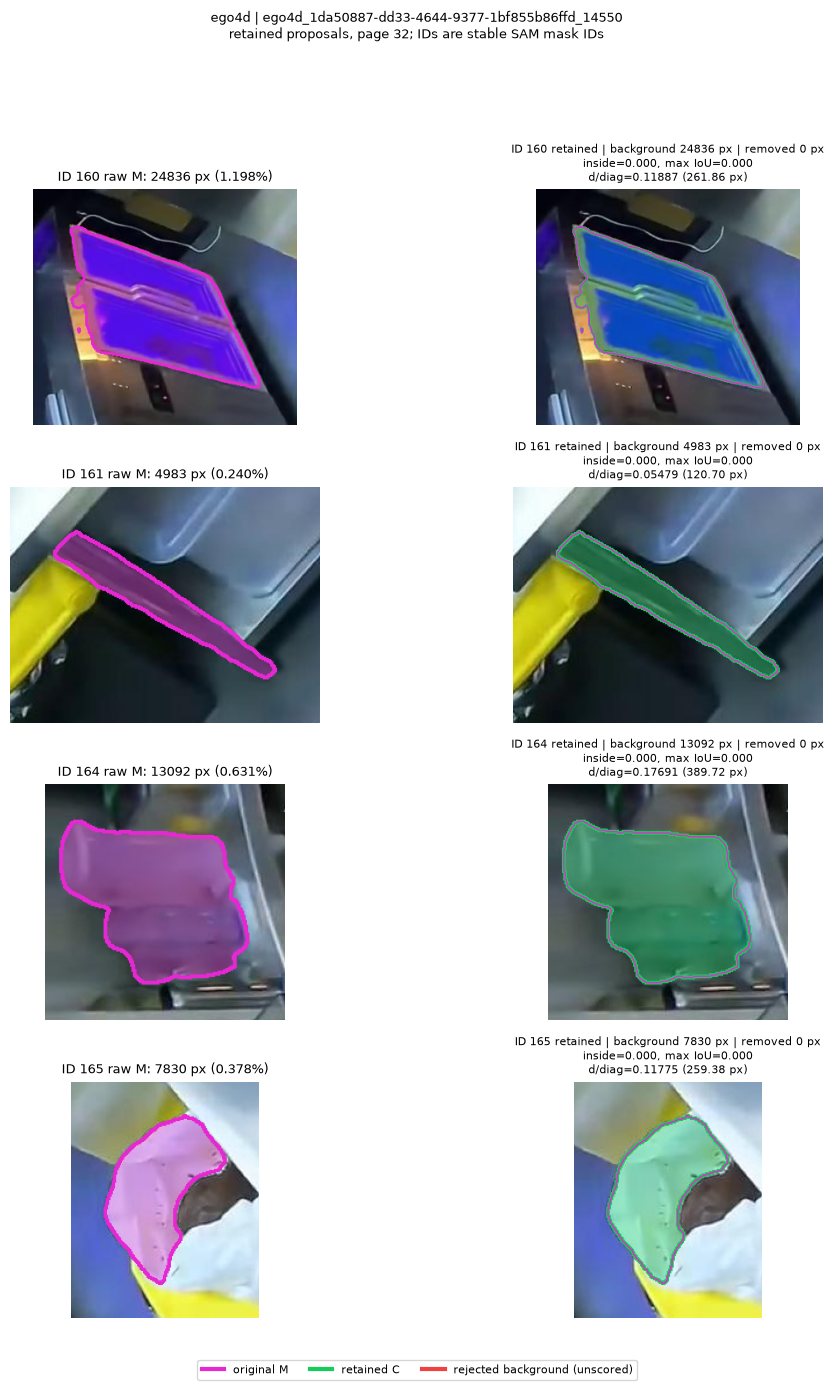 ego4d | ego4d_1da50887-dd33-4644-9377-1bf855b86ffd_14550
retained proposals, page 32; IDs are stable SAM mask IDs
ID 160 raw M: 24836 px (1.198%)
ID 160 retained | background 24836 px | removed 0 px
inside=0.000, max IoU=0.000
d/diag=0.11887 (261.86 px)
ID 161 raw M: 4983 px (0.240%)
ID 161 retained | background 4983 px | removed 0 px
inside=0.000, max IoU=0.000
d/diag=0.05479 (120.70 px)
ID 164 raw M: 13092 px (0.631%)
ID 164 retained | background 13092 px | removed 0 px
inside=0.000, max IoU=0.000
d/diag=0.17691 (389.72 px)
ID 165 raw M: 7830 px (0.378%)
ID 165 retained | background 7830 px | removed 0 px
inside=0.000, max IoU=0.000
d/diag=0.11775 (259.38 px)
original M
retained C
rejected background (unscored)